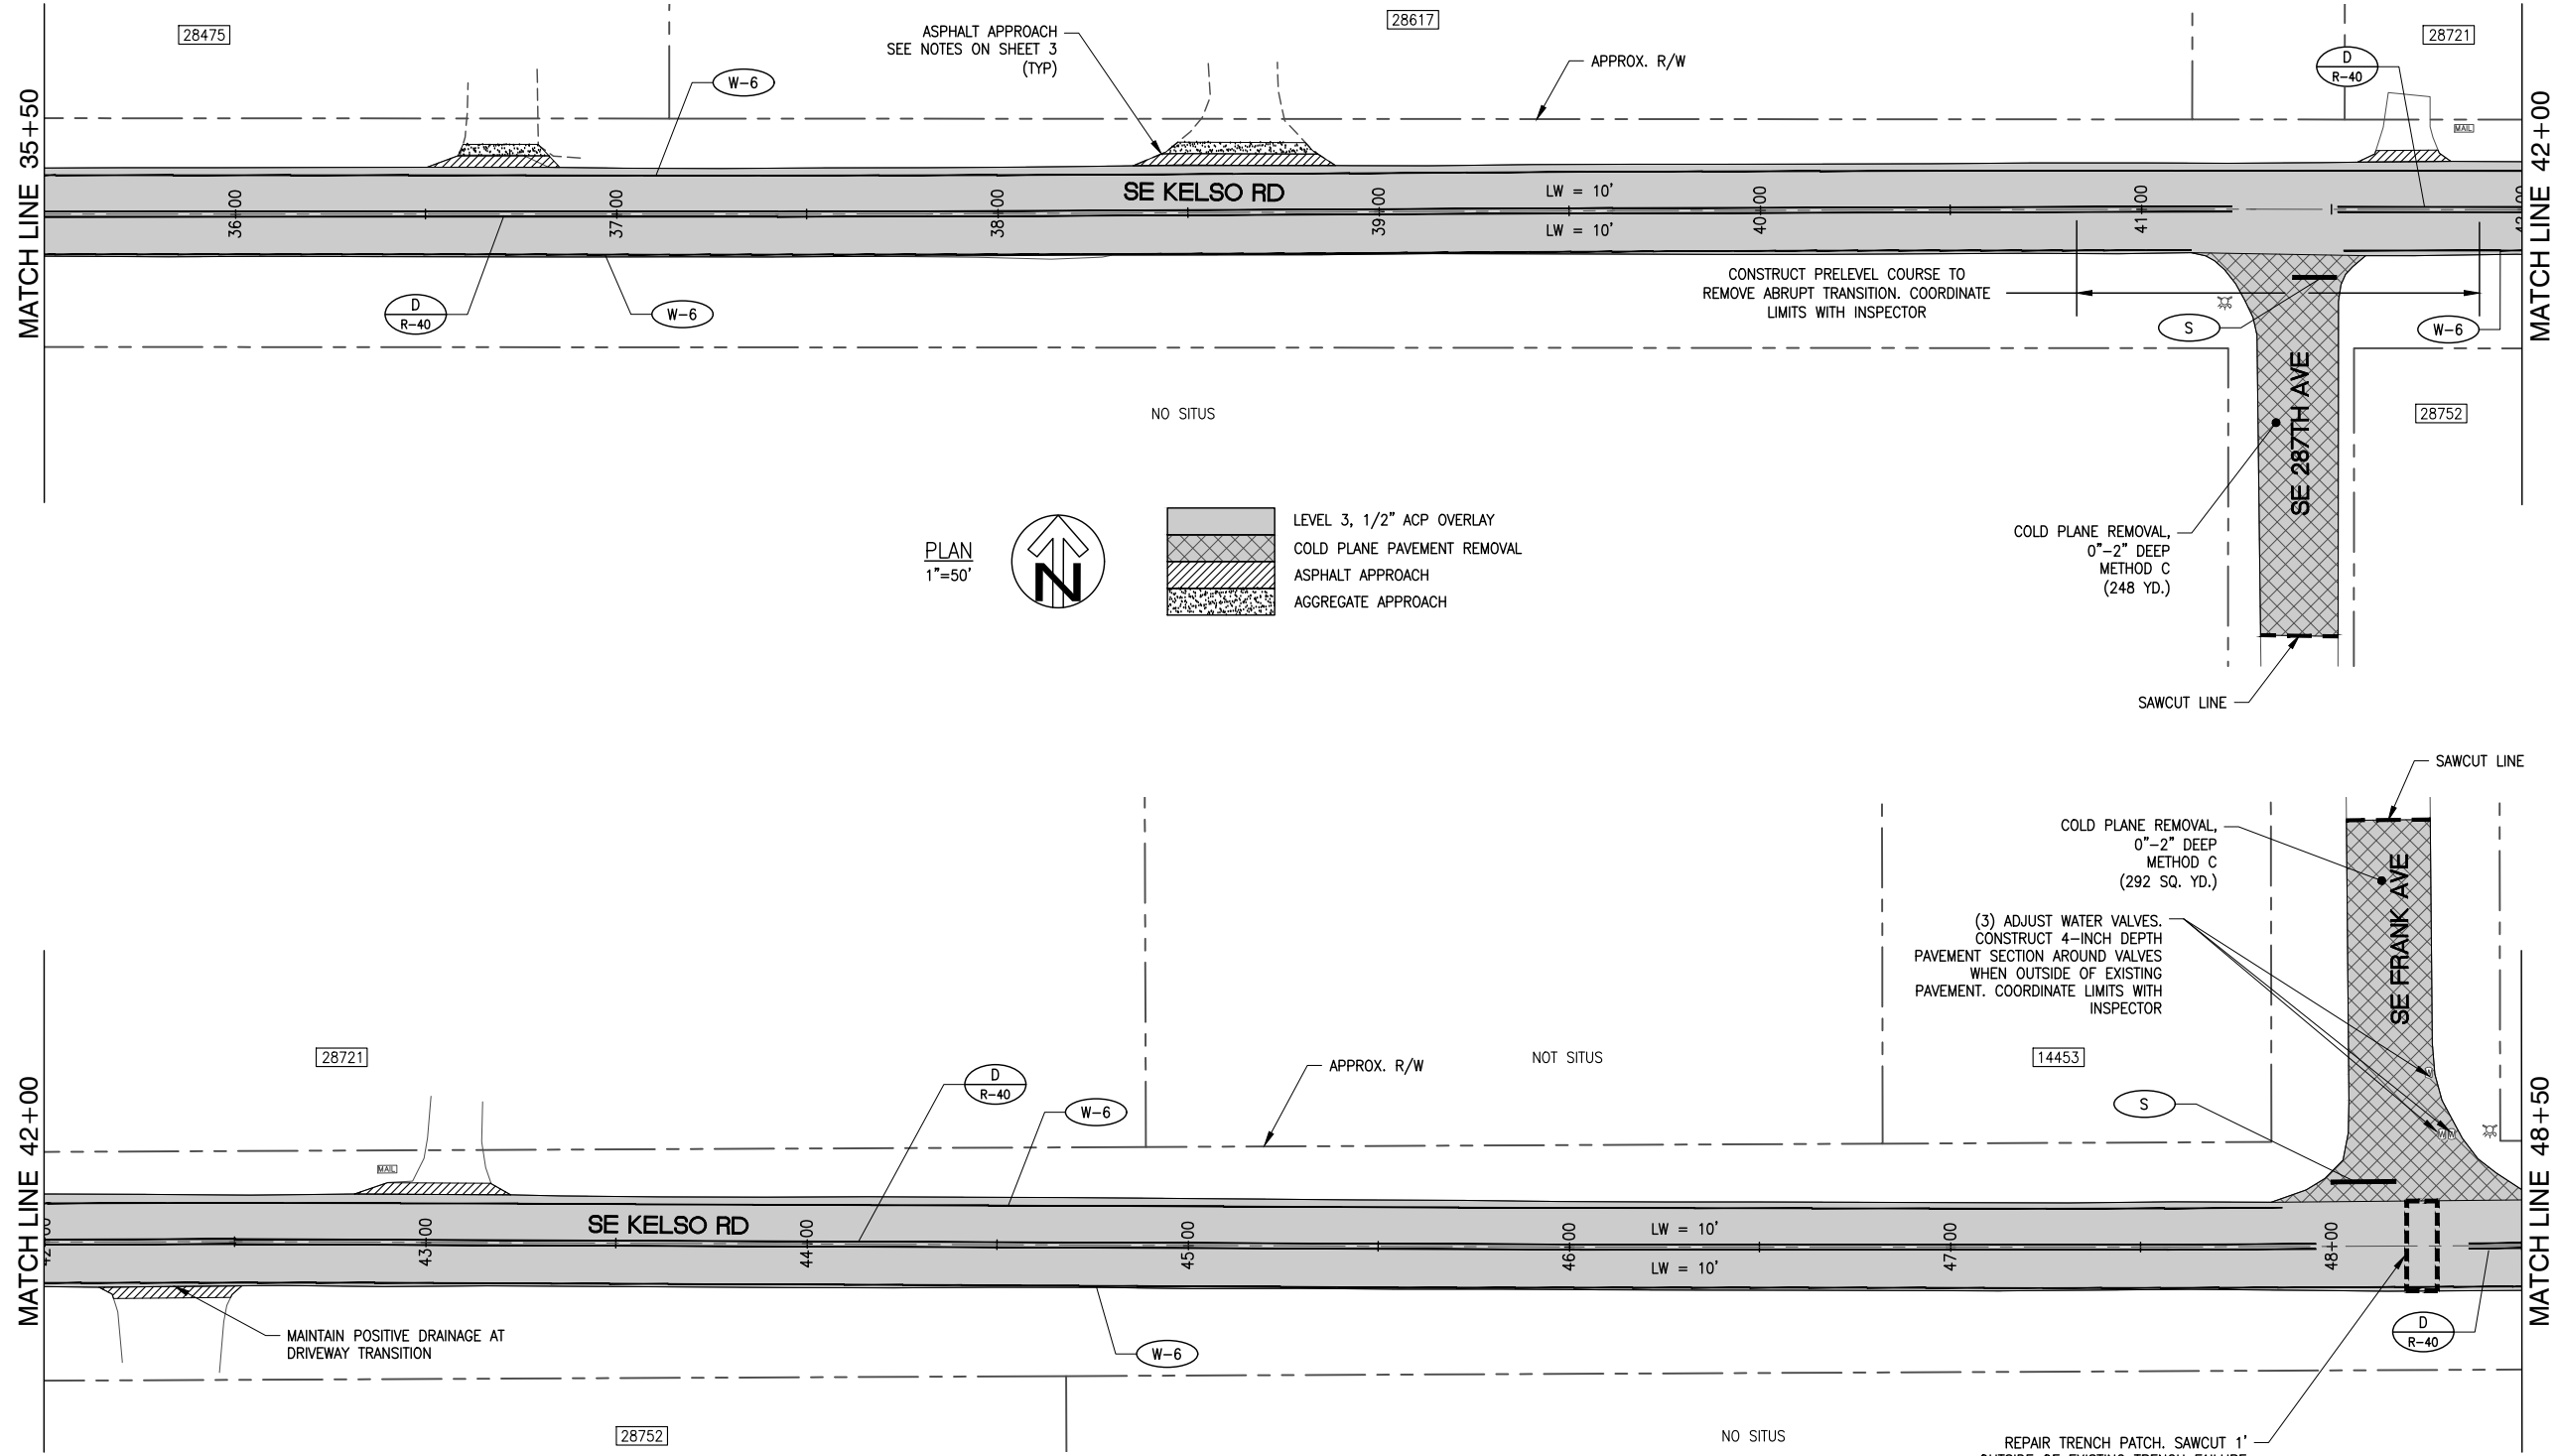 28475
ASPHALT APPROACH
SEE NOTES ON SHEET 3
(TYP)
28617
APPROX. R/W
D
R-40
28721
W-6
MAIL
MATCH LINE 35+50
MATCH LINE 42+00
SE KELSO RD
LW = 10'
LW = 10'
36+00
37+00
38+00
39+00
40+00
41+00
D
R-40
W-6
CONSTRUCT PRELEVEL COURSE TO
REMOVE ABRUPT TRANSITION. COORDINATE
LIMITS WITH INSPECTOR
S
W-6
SE 287TH AVE
NO SITUS
28752
PLAN
1"=50'
N
LEVEL 3, 1/2" ACP OVERLAY
COLD PLANE PAVEMENT REMOVAL
ASPHALT APPROACH
AGGREGATE APPROACH
COLD PLANE REMOVAL,
0"-2" DEEP
METHOD C
(248 YD.)
SAWCUT LINE
SAWCUT LINE
COLD PLANE REMOVAL,
0"-2" DEEP
METHOD C
(292 SQ. YD.)
SE FRANK AVE
(3) ADJUST WATER VALVES.
CONSTRUCT 4-INCH DEPTH
PAVEMENT SECTION AROUND VALVES
WHEN OUTSIDE OF EXISTING
PAVEMENT. COORDINATE LIMITS WITH
INSPECTOR
28721
D
R-40
W-6
APPROX. R/W
NOT SITUS
14453
S
MAIL
MATCH LINE 42+00
MATCH LINE 48+50
SE KELSO RD
LW = 10'
LW = 10'
43+00
44+00
45+00
46+00
47+00
48+00
MAINTAIN POSITIVE DRAINAGE AT
DRIVEWAY TRANSITION
W-6
D
R-40
28752
NO SITUS
REPAIR TRENCH PATCH. SAWCUT 1'
OUTSIDE OF EXISTING TRENCH FAILURE